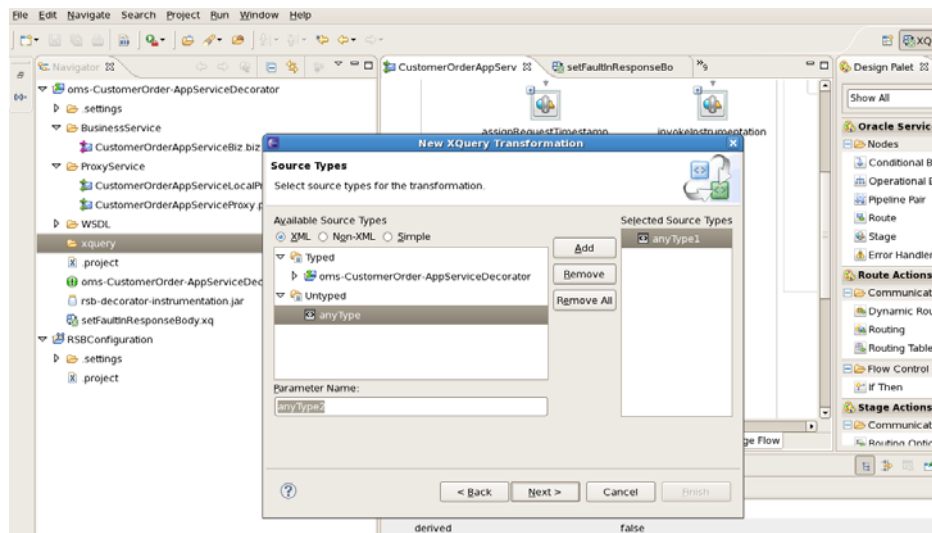 File Edit Navigate Search Project Run Window Help
Navigator
CustomerOrderAppServ
setFaultInResponseBo
»9
Design Palet
XQ
oms-CustomerOrder-AppServiceDecorator
.settings
BusinessService
CustomerOrderAppServiceBiz.biz
ProxyService
CustomerOrderAppServiceLocalP
CustomerOrderAppServiceProxy.p
WSDL
xquery
.project
oms-CustomerOrder-AppServiceDec
rsb-decorator-instrumentation.jar
setFaultInResponseBody.xq
RSBConfiguration
.settings
.project
assignRequestTimestamp
invokeInstrumentation
New XQuery Transformation
Source Types
Select source types for the transformation.
Available Source Types
XML Non-XML Simple
Typed
oms-CustomerOrder-AppServiceDecorator
Untyped
anyType
Parameter Name:
anyType2
Add
Remove
Remove All
Selected Source Types
anyType1
< Back Next > Cancel Finish
ge Flow
derived false
Show All
Oracle Servic
Nodes
Conditional B
Operational B
Pipeline Pair
Route
Stage
Error Handler
Route Actions
Communicat
Dynamic Rou
Routing
Routing Table
Flow Control
If Then
Stage Actions
Communicat
Routing Optio